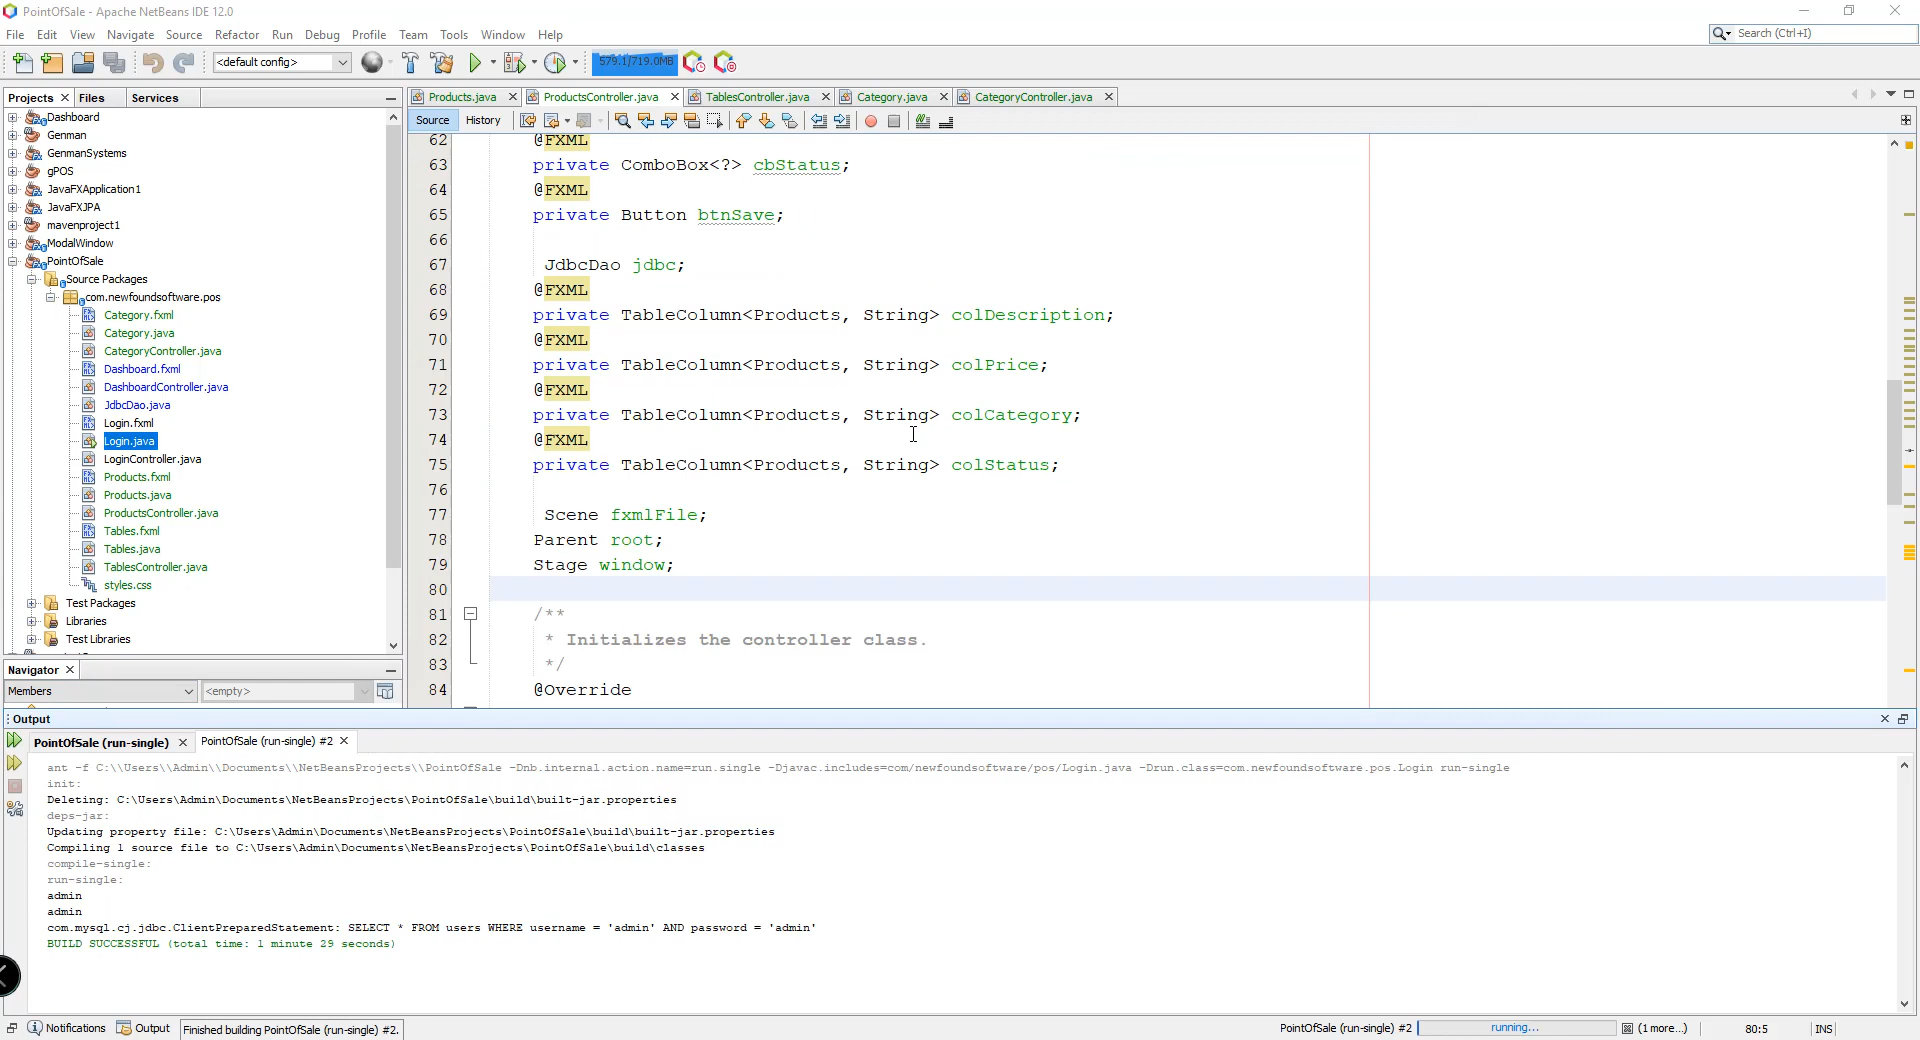 PointOfSale - Apache NetBeans IDE 12.0
File Edit View Navigate Source Refactor Run Debug Profile Team Tools Window Help
Search (Ctrl+I)
<default config>
579.1/719.0MB
Projects Files Services
Products.java ProductsController.java TablesController.java Category.java CategoryController.java
Source History
Dashboard
Genman
GenmanSystems
gPOS
JavaFXApplication1
JavaFXJPA
mavenproject1
ModalWindow
PointOfSale
Source Packages
com.newfoundsoftware.pos
Category.fxml
Category.java
CategoryController.java
Dashboard.fxml
DashboardController.java
JdbcDao.java
Login.fxml
Login.java
LoginController.java
Products.fxml
Products.java
ProductsController.java
Tables.fxml
Tables.java
TablesController.java
styles.css
Test Packages
Libraries
Test Libraries
Navigator
Members
<empty>
62 @FXML
63 private ComboBox<?> cbStatus;
64 @FXML
65 private Button btnSave;
66
67 JdbcDao jdbc;
68 @FXML
69 private TableColumn<Products, String> colDescription;
70 @FXML
71 private TableColumn<Products, String> colPrice;
72 @FXML
73 private TableColumn<Products, String> colCategory;
74 @FXML
75 private TableColumn<Products, String> colStatus;
76
77 Scene fxmlFile;
78 Parent root;
79 Stage window;
80
81 /**
82 * Initializes the controller class.
83 */
84 @Override
Output
PointOfSale (run-single) PointOfSale (run-single) #2
ant -f C:\\Users\\Admin\\Documents\\NetBeansProjects\\PointOfSale -Dnb.internal.action.name=run.single -Djavac.includes=com/newfoundsoftware/pos/Login.java -Drun.class=com.newfoundsoftware.pos.Login run-single
init:
Deleting: C:\Users\Admin\Documents\NetBeansProjects\PointOfSale\build\built-jar.properties
deps-jar:
Updating property file: C:\Users\Admin\Documents\NetBeansProjects\PointOfSale\build\built-jar.properties
Compiling 1 source file to C:\Users\Admin\Documents\NetBeansProjects\PointOfSale\build\classes
compile-single:
run-single:
admin
admin
com.mysql.cj.jdbc.ClientPreparedStatement: SELECT * FROM users WHERE username = 'admin' AND password = 'admin'
BUILD SUCCESSFUL (total time: 1 minute 29 seconds)
Notifications Output Finished building PointOfSale (run-single) #2. PointOfSale (run-single) #2 running... (1 more...) 80:5 INS